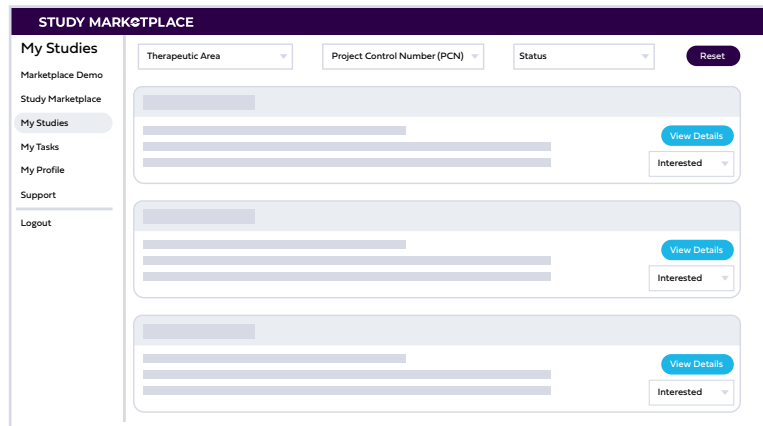 STUDY MARKETPLACE
My Studies
Marketplace Demo
Study Marketplace
My Studies
My Tasks
My Profile
Support
Logout
Therapeutic Area
Project Control Number (PCN)
Status
Reset
View Details
Interested
View Details
Interested
View Details
Interested